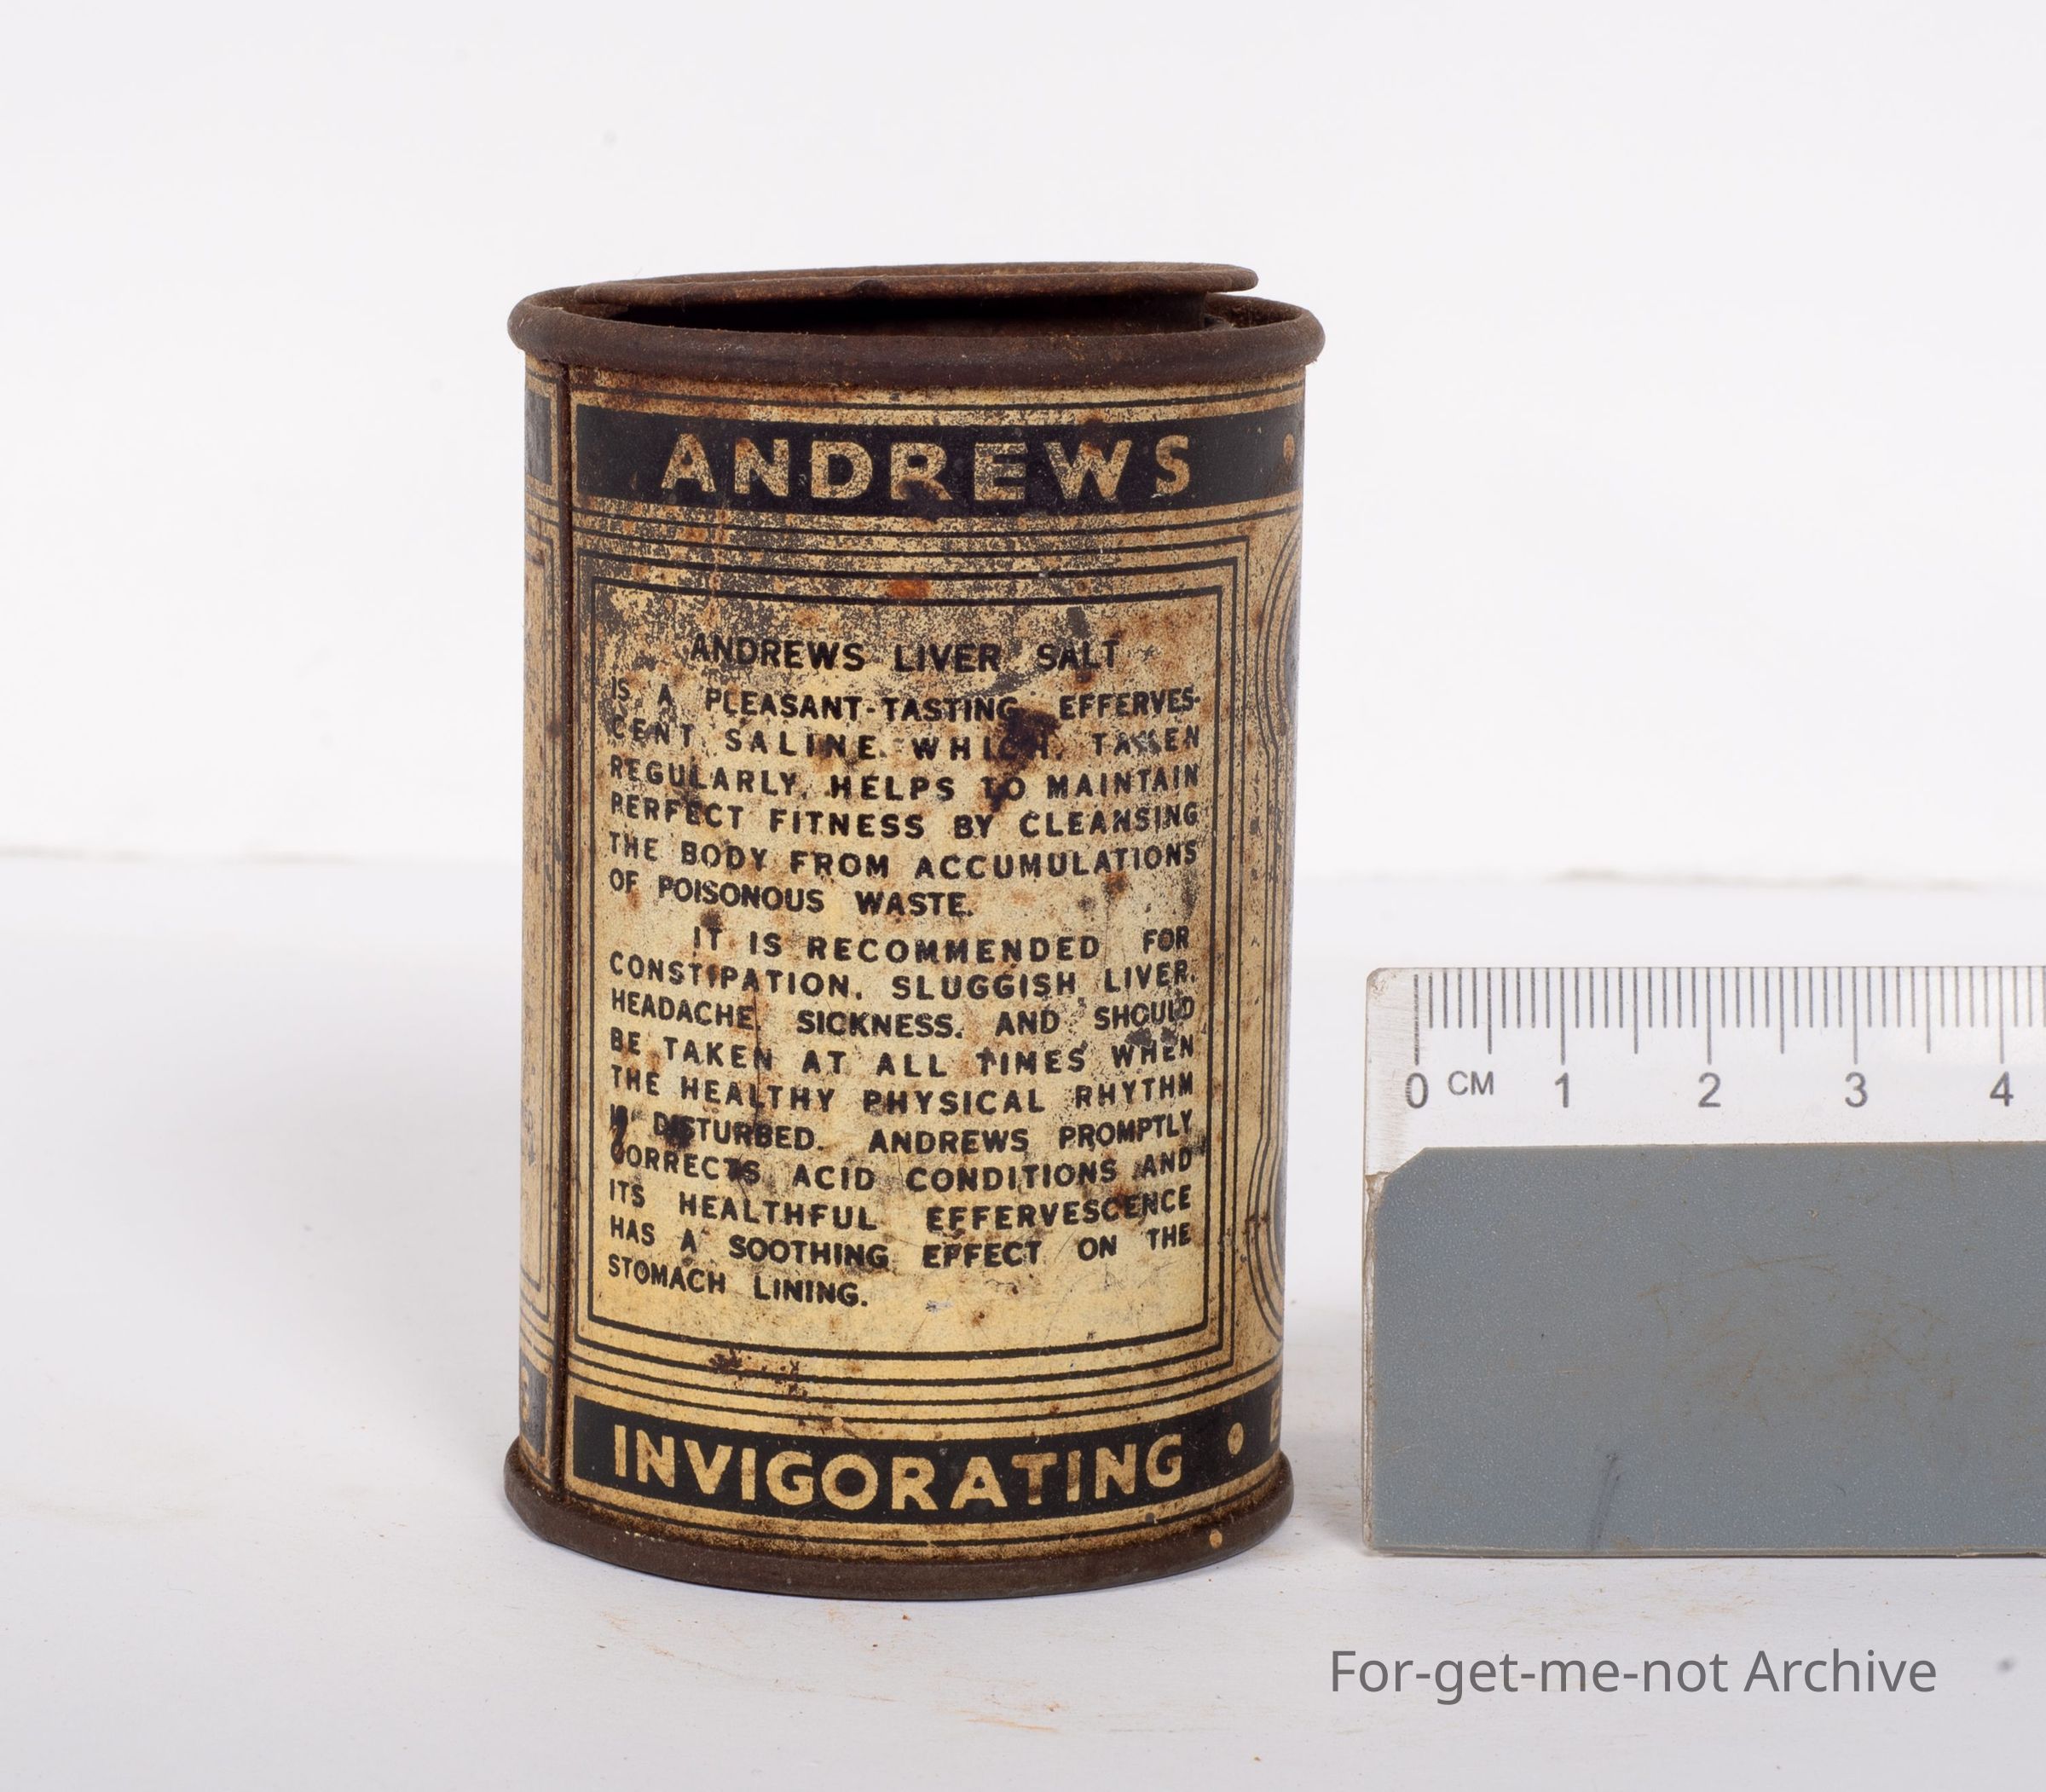 ANDREWS •
ANDREWS LIVER SALT
IS A PLEASANT-TASTING EFFERVES-
CENT SALINE. WHICH, TAKEN
REGULARLY, HELPS TO MAINTAIN
PERFECT FITNESS BY CLEANSING
THE BODY FROM ACCUMULATIONS
OF POISONOUS WASTE.
IT IS RECOMMENDED FOR
CONSTIPATION, SLUGGISH LIVER,
HEADACHE, SICKNESS, AND SHOULD
BE TAKEN AT ALL TIMES WHEN
THE HEALTHY PHYSICAL RHYTHM
IS DISTURBED. ANDREWS PROMPTLY
CORRECTS ACID CONDITIONS AND
ITS HEALTHFUL EFFERVESCENCE
HAS A SOOTHING EFFECT ON THE
STOMACH LINING.
INVIGORATING •
0 CM 1 2 3 4
For-get-me-not Archive